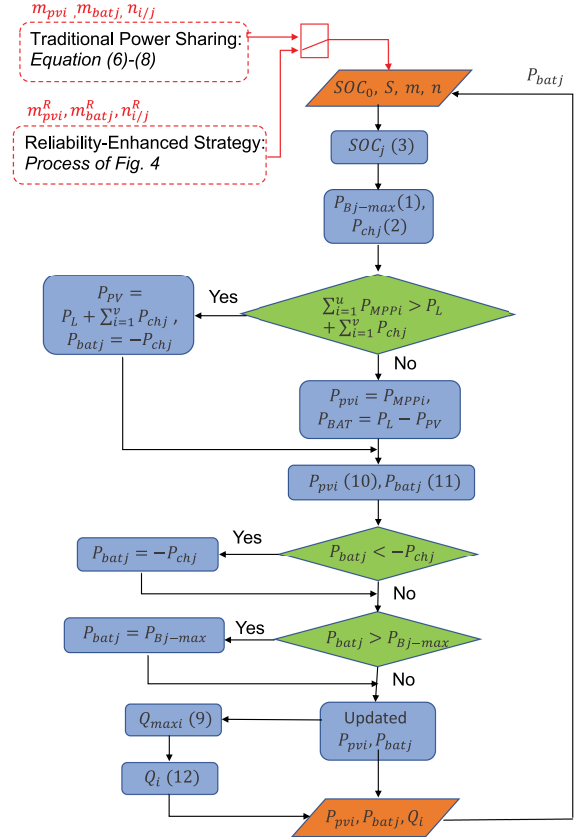 m_pvi ,m_batj, n_i/j
Traditional Power Sharing:
Equation (6)-(8)
m^R_pvi, m^R_batj, n^R_i/j
Reliability-Enhanced Strategy:
Process of Fig. 4
P_batj
SOC_0, S, m, n
SOC_j (3)
P_Bj−max(1),
P_chj(2)
P_PV =
P_L + ∑^v_i=1 P_chj ,
P_batj = −P_chj
Yes
∑^u_i=1 P_MPPi > P_L
+ ∑^v_i=1 P_chj
No
P_pvi = P_MPPi,
P_BAT = P_L − P_PV
P_pvi (10), P_batj (11)
P_batj = −P_chj
Yes
P_batj < −P_chj
No
P_batj = P_Bj−max
Yes
P_batj > P_Bj−max
No
Q_maxi (9)
Updated
P_pvi, P_batj
Q_i (12)
P_pvi, P_batj, Q_i